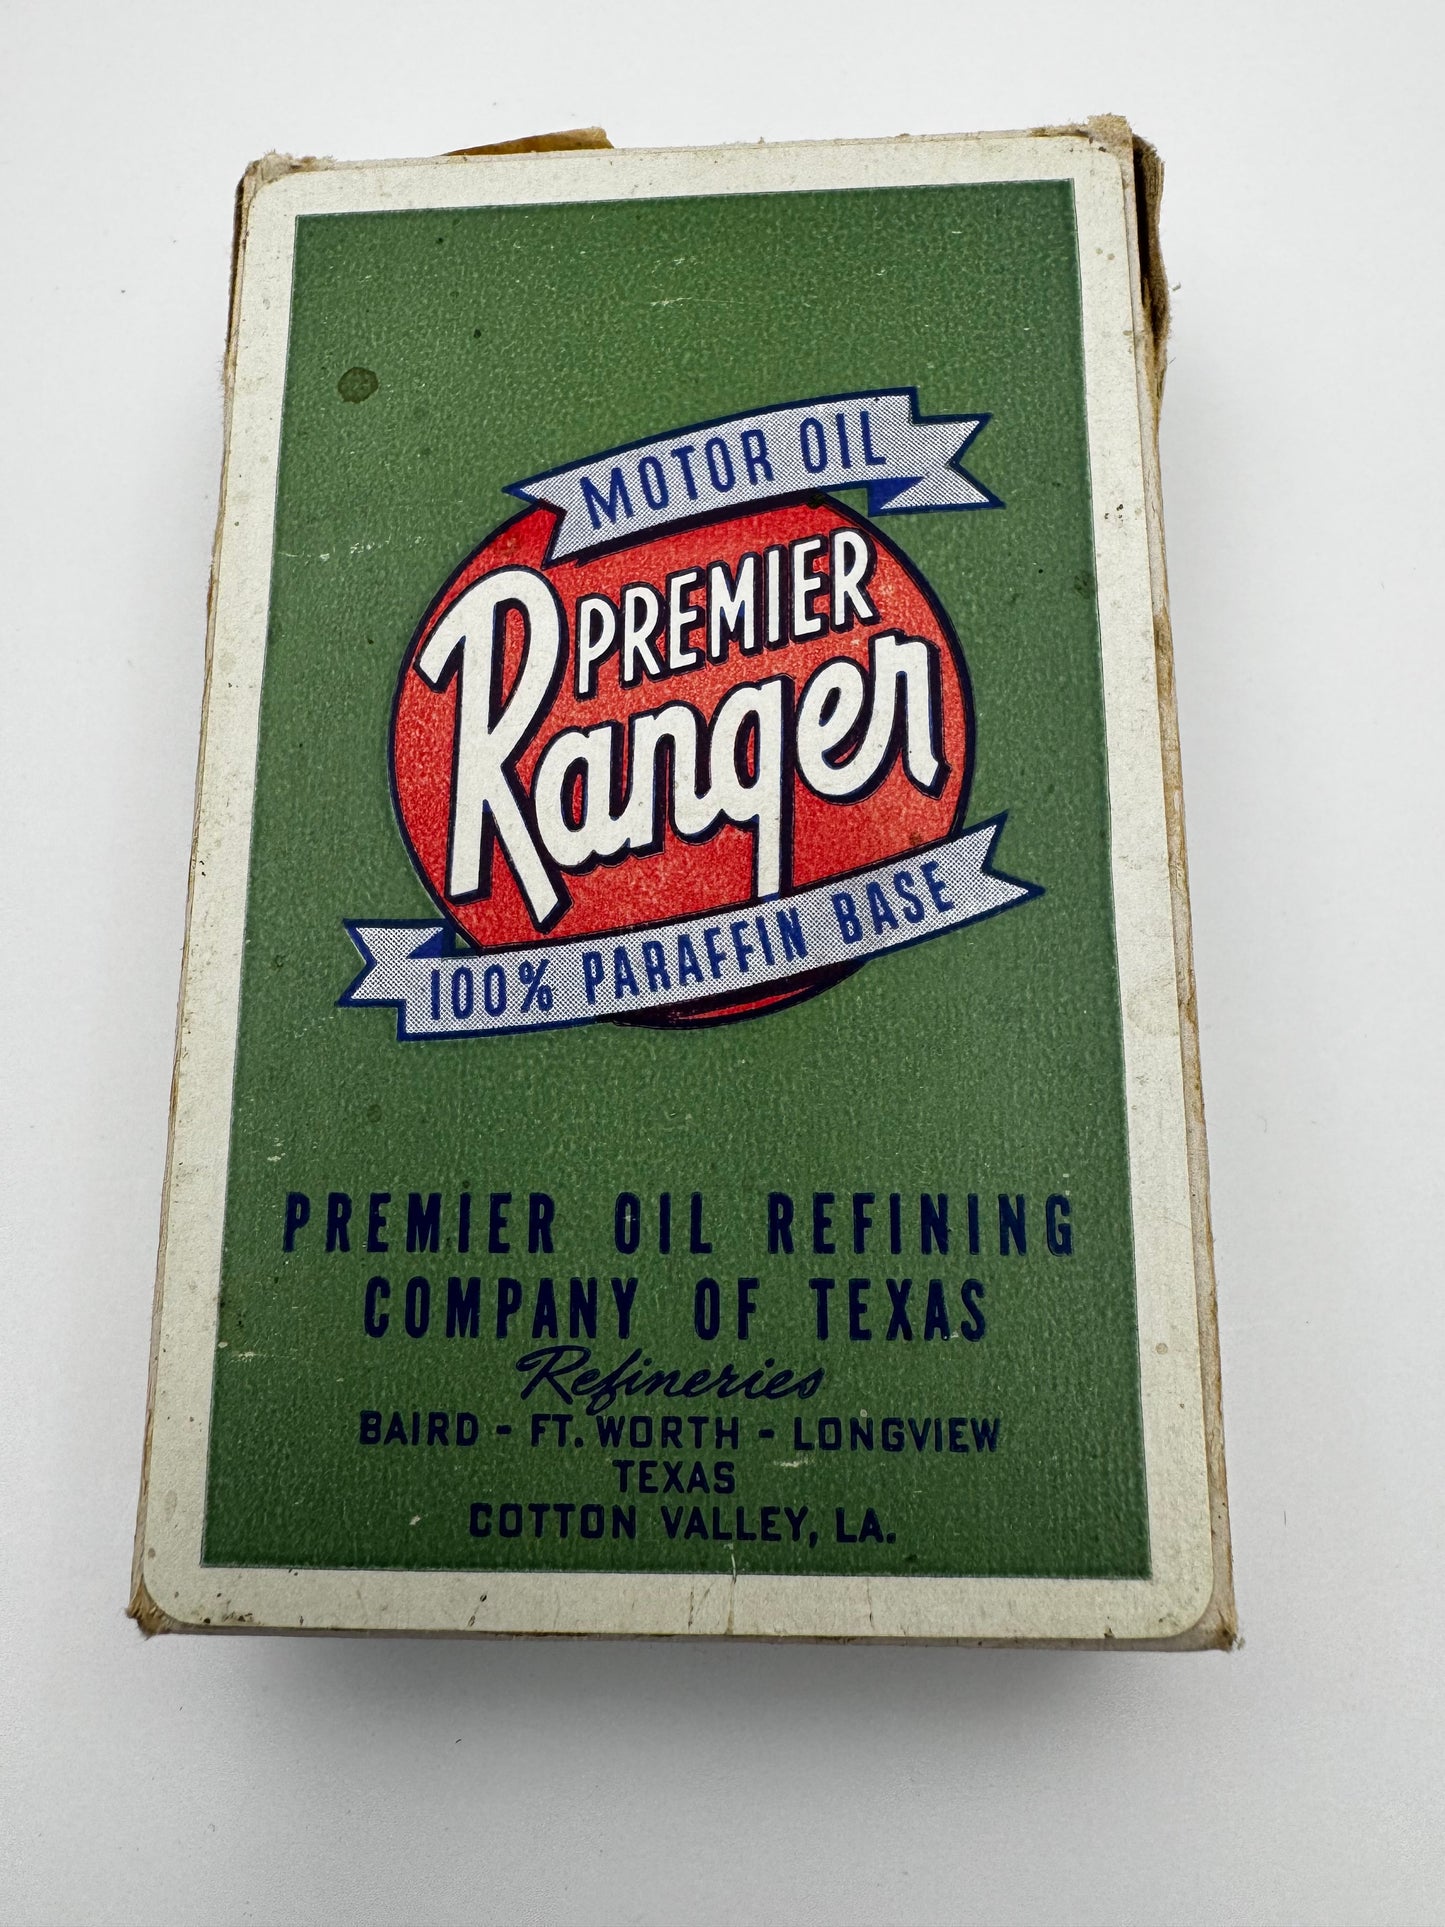 MOTOR OIL
PREMIER
Ranger
100% PARAFFIN BASE
PREMIER OIL REFINING
COMPANY OF TEXAS
Refineries
BAIRD - FT. WORTH - LONGVIEW
TEXAS
COTTON VALLEY, LA.